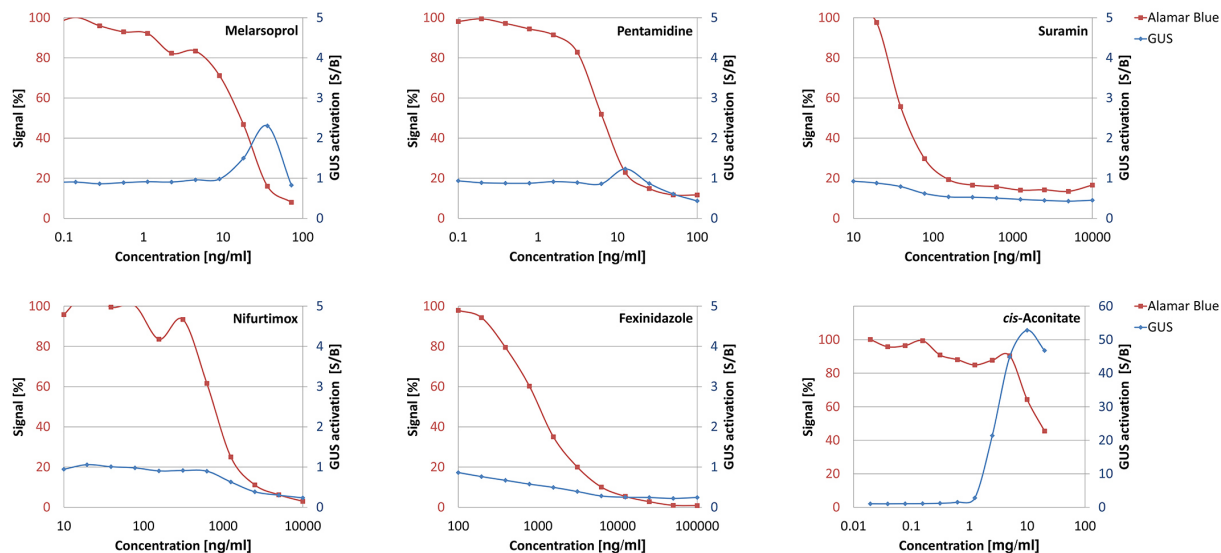 Melarsoprol
100
80
60
40
20
0
Signal [%]
5
4
3
2
1
0
GUS activation [S/B]
0.1 1 10 100
Concentration [ng/ml]
Pentamidine
100
80
60
40
20
0
Signal [%]
5
4
3
2
1
0
GUS activation [S/B]
0.1 1 10 100
Concentration [ng/ml]
Suramin
100
80
60
40
20
0
Signal [%]
5
4
3
2
1
0
GUS activation [S/B]
10 100 1000 10000
Concentration [ng/ml]
Alamar Blue
GUS
Nifurtimox
100
80
60
40
20
0
Signal [%]
5
4
3
2
1
0
GUS activation [S/B]
10 100 1000 10000
Concentration [ng/ml]
Fexinidazole
100
80
60
40
20
0
Signal [%]
5
4
3
2
1
0
GUS activation [S/B]
100 1000 10000 100000
Concentration [ng/ml]
cis-Aconitate
100
80
60
40
20
0
Signal [%]
60
50
40
30
20
10
0
GUS activation [S/B]
0.01 0.1 1 10 100
Concentration [mg/ml]
Alamar Blue
GUS